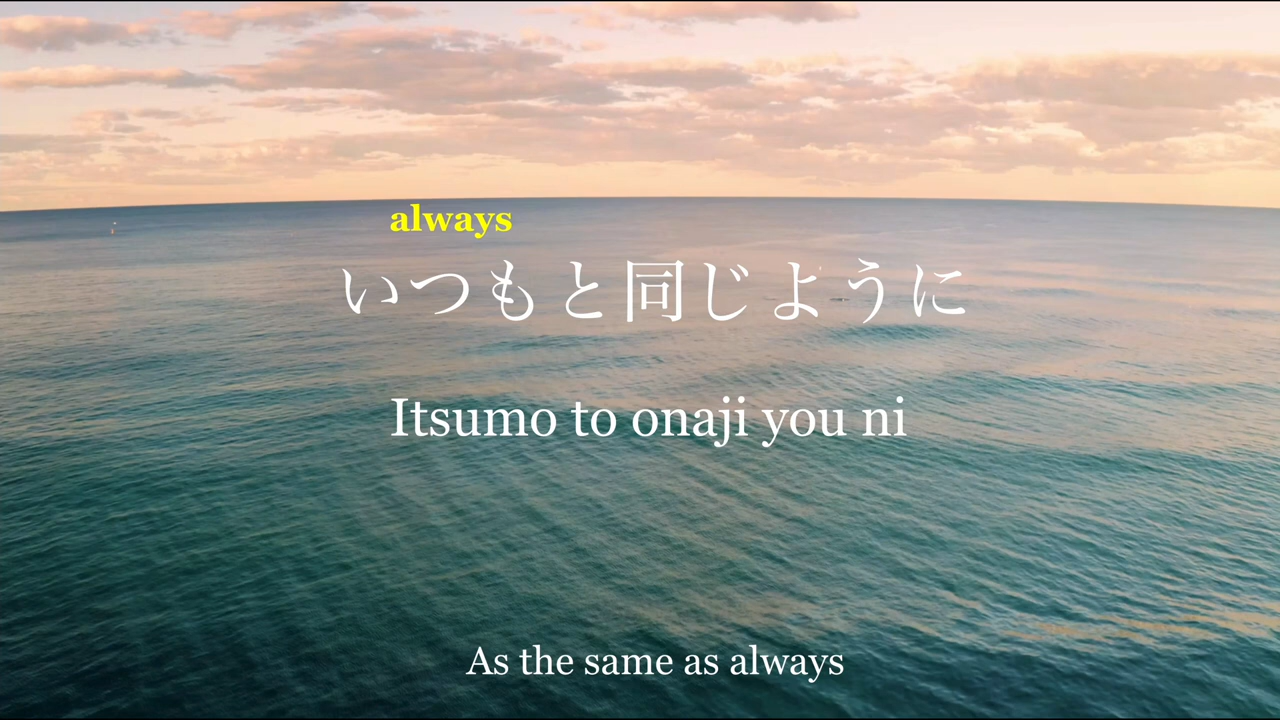 always
いつもと同じように
Itsumo to onaji you ni
As the same as always